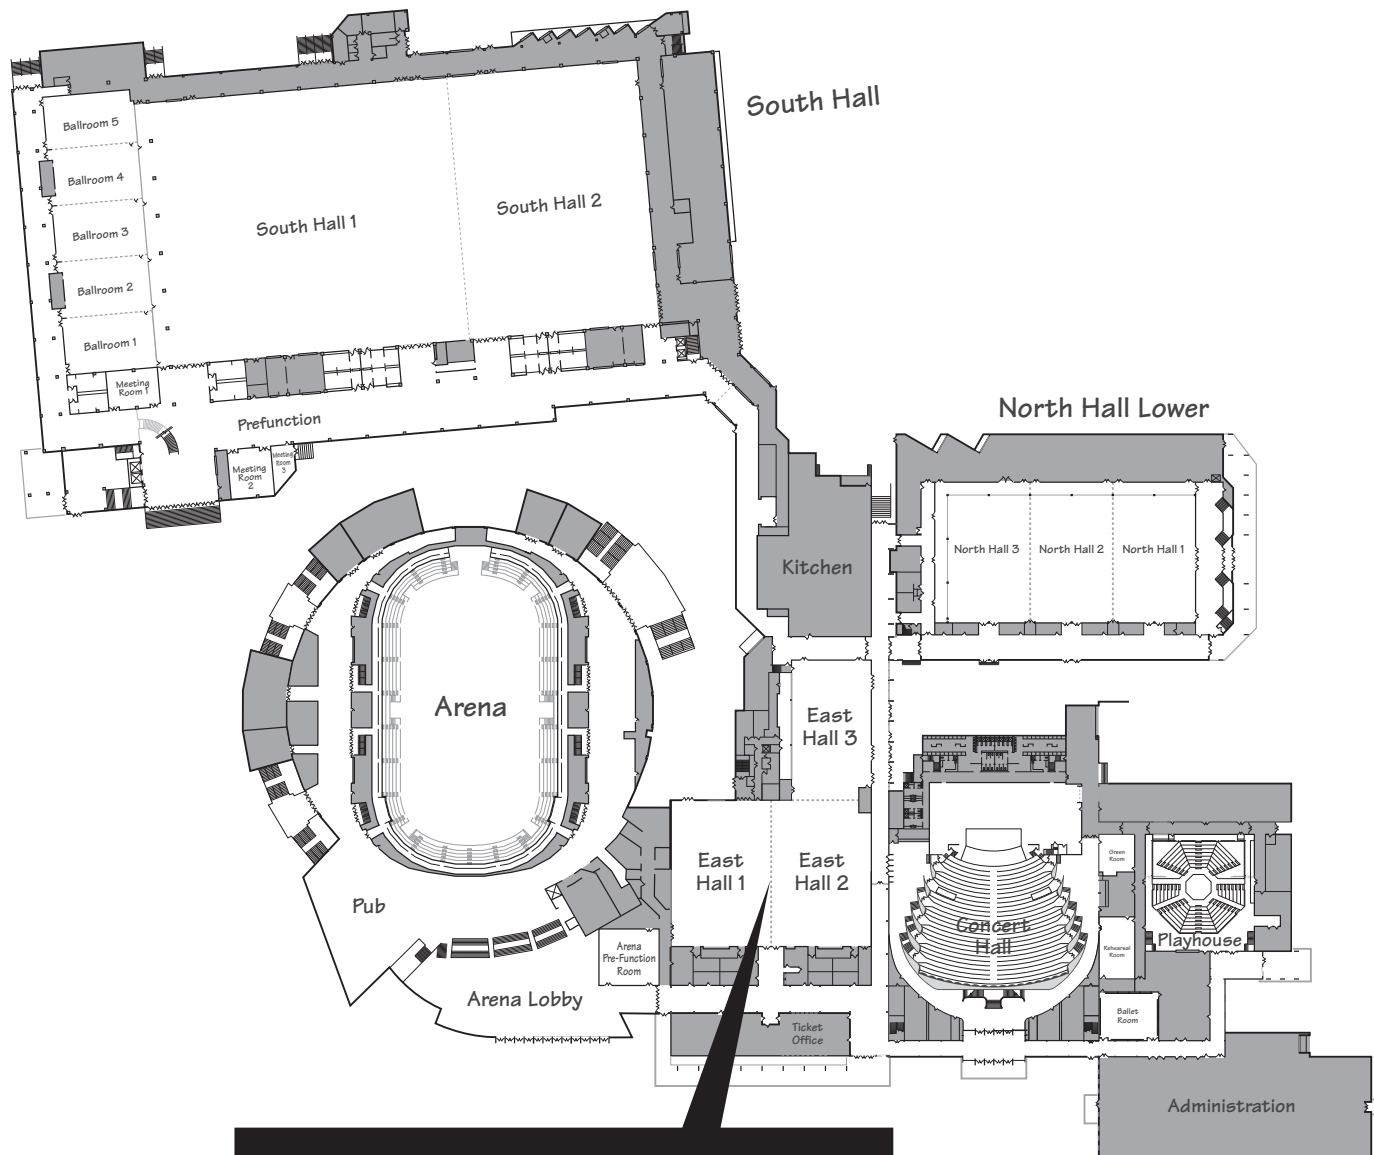 South Hall
Ballroom 5
Ballroom 4
Ballroom 3
Ballroom 2
Ballroom 1
South Hall 1
South Hall 2
Meeting
Room 1
Prefunction
Meeting
Room
2
Meeting
Room
3
North Hall Lower
North Hall 3
North Hall 2
North Hall 1
Kitchen
Arena
East
Hall 3
East
Hall 1
East
Hall 2
Pub
Arena
Pre-Function
Room
Arena Lobby
Ticket
Office
Concert
Hall
Green
Room
Rehearsal
Room
Playhouse
Ballet
Room
Administration